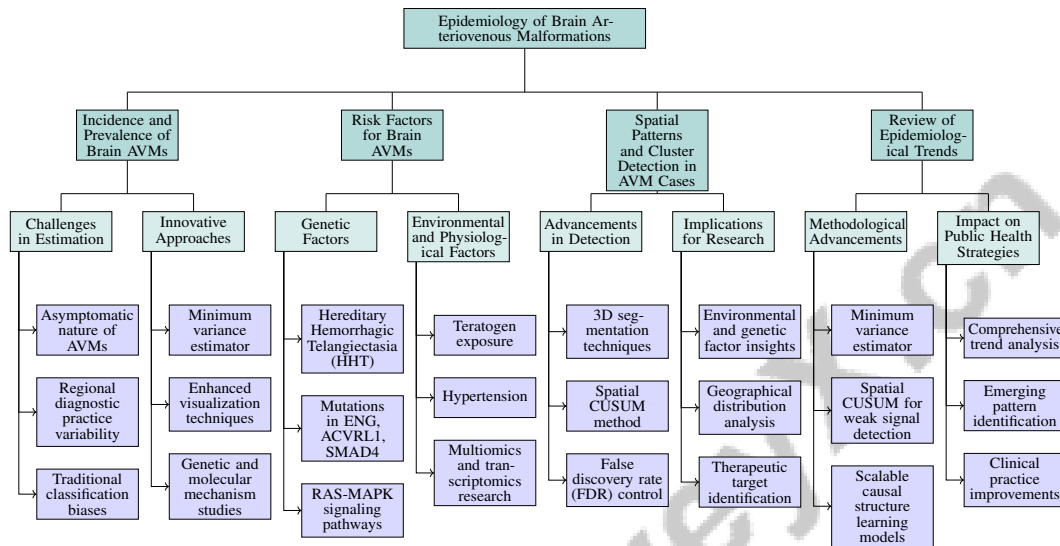 Epidemiology of Brain Ar-
teriovenous Malformations
Incidence and
Prevalence of
Brain AVMs
Risk Factors
for Brain
AVMs
Spatial
Patterns
and Cluster
Detection in
AVM Cases
Review of
Epidemiolog-
ical Trends
Challenges
in Estimation
Innovative
Approaches
Genetic
Factors
Environmental
and Physiolog-
ical Factors
Advancements
in Detection
Implications
for Research
Methodological
Advancements
Impact on
Public Health
Strategies
Asymptomatic
nature of
AVMs
Regional
diagnostic
practice
variability
Traditional
classification
biases
Minimum
variance
estimator
Enhanced
visualization
techniques
Genetic and
molecular
mechanism
studies
Hereditary
Hemorrhagic
Telangiectasia
(HHT)
Mutations
in ENG,
ACVRL1,
SMAD4
RAS-MAPK
signaling
pathways
Teratogen
exposure
Hypertension
Multiomics
and tran-
scriptomics
research
3D seg-
mentation
techniques
Spatial
CUSUM
method
False
discovery rate
(FDR) control
Environmental
and genetic
factor insights
Geographical
distribution
analysis
Therapeutic
target
identification
Minimum
variance
estimator
Spatial
CUSUM for
weak signal
detection
Scalable
causal
structure
learning
models
Comprehensive
trend analysis
Emerging
pattern
identification
Clinical
practice
improvements